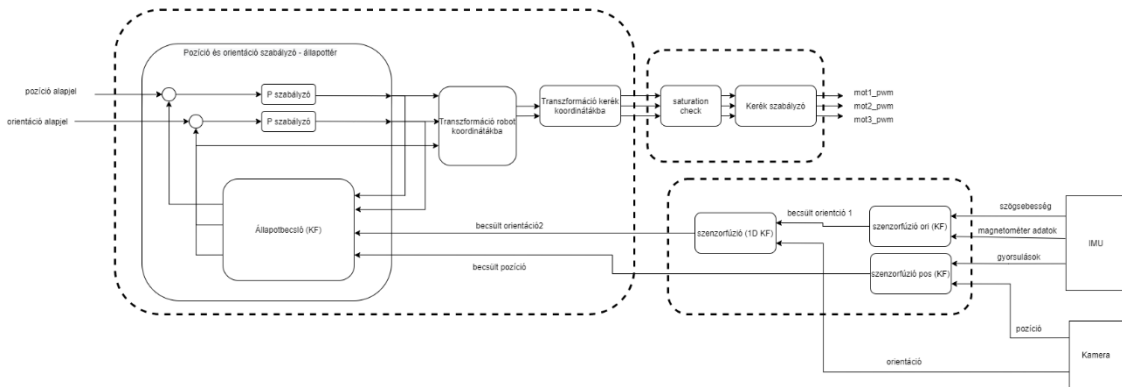 Pozíció és orientáció szabályzó - állapottér
pozíció alapjel
P szabályzó
orientáció alapjel
P szabályzó
Transzformáció robot
koordinátákba
Transzformáció kerék
koordinátákba
saturation
check
Kerék szabályzó
mot1_pwm
mot2_pwm
mot3_pwm
Állapotbecslő (KF)
becsült orientáció2
becsült pozíció
szenzorfúzió (1D KF)
becsült orientció 1
szenzorfúzió ori (KF)
szenzorfúzió pos (KF)
szögsebesség
magnetométer adatok
gyorsulások
IMU
pozíció
orientáció
Kamera